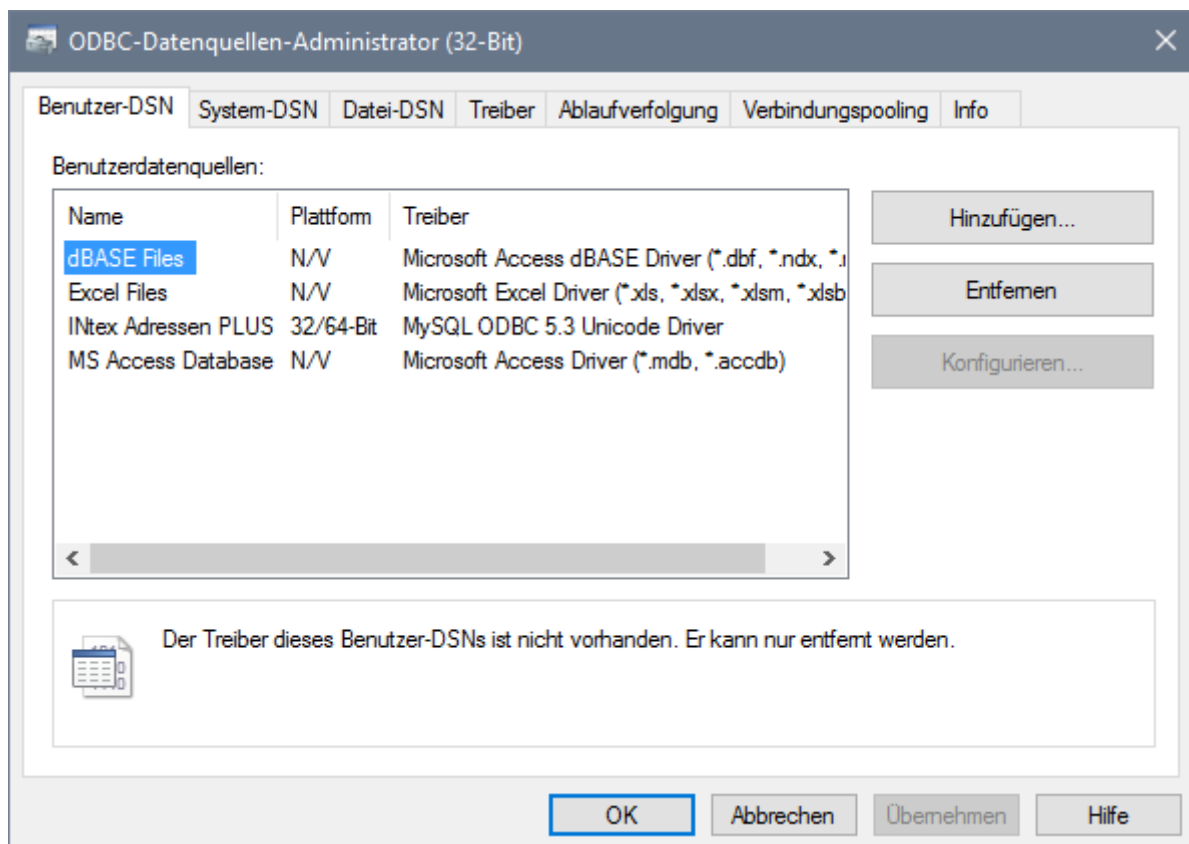 ODBC-Datenquellen-Administrator (32-Bit)
Benutzer-DSN System-DSN Datei-DSN Treiber Ablaufverfolgung Verbindungspooling Info
Benutzerdatenquellen:
Name Plattform Treiber
dBASE Files N/V Microsoft Access dBASE Driver (*.dbf, *.ndx, *.
Excel Files N/V Microsoft Excel Driver (*.xls, *.xlsx, *.xlsm, *.xlsb
INtex Adressen PLUS 32/64-Bit MySQL ODBC 5.3 Unicode Driver
MS Access Database N/V Microsoft Access Driver (*.mdb, *.accdb)
Hinzufügen...
Entfernen
Konfigurieren...
Der Treiber dieses Benutzer-DSNs ist nicht vorhanden. Er kann nur entfernt werden.
OK Abbrechen Übernehmen Hilfe